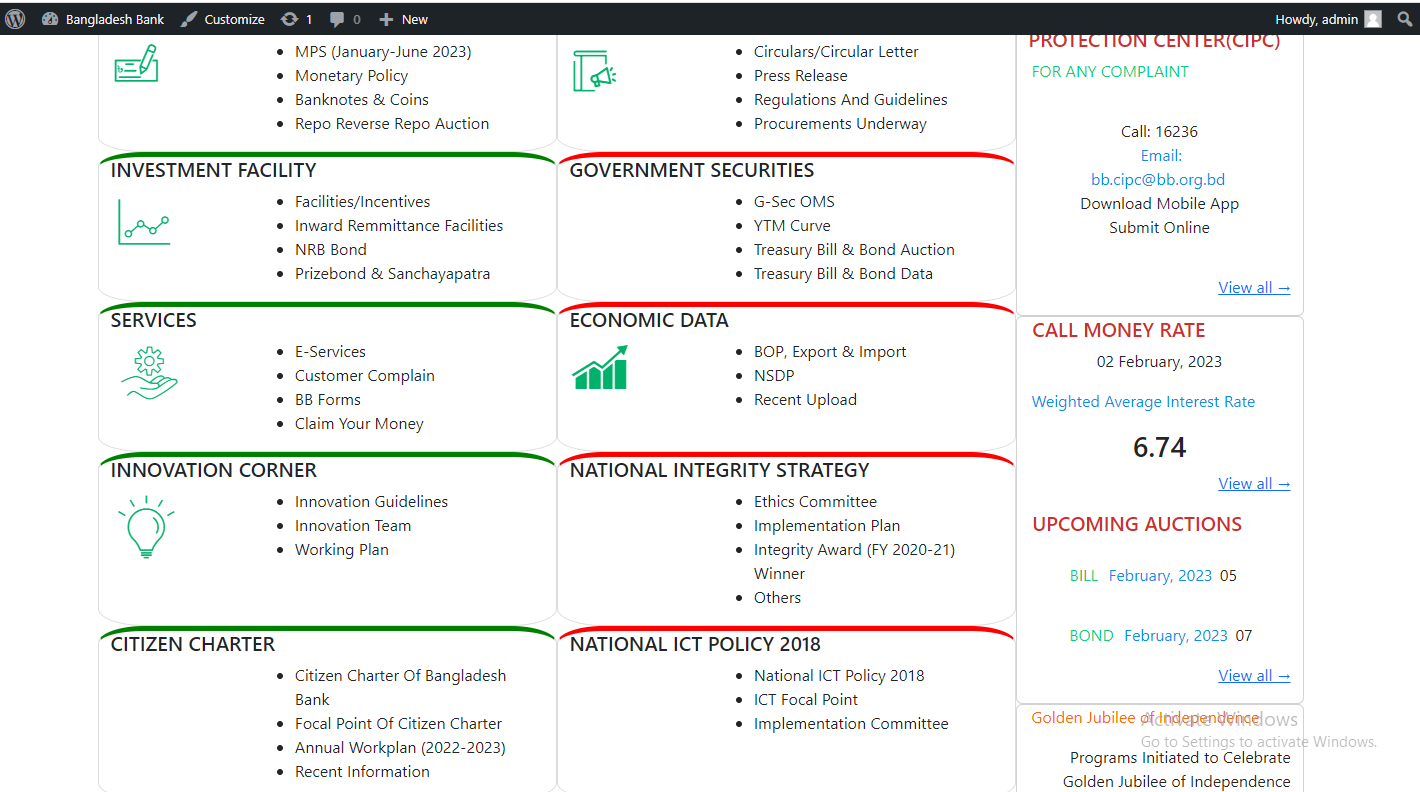 Bangladesh Bank Customize 1 0 New Howdy, admin
MPS (January-June 2023)
Monetary Policy
Banknotes & Coins
Repo Reverse Repo Auction
Circulars/Circular Letter
Press Release
Regulations And Guidelines
Procurements Underway
INVESTMENT FACILITY
Facilities/Incentives
Inward Remmittance Facilities
NRB Bond
Prizebond & Sanchayapatra
GOVERNMENT SECURITIES
G-Sec OMS
YTM Curve
Treasury Bill & Bond Auction
Treasury Bill & Bond Data
SERVICES
E-Services
Customer Complain
BB Forms
Claim Your Money
ECONOMIC DATA
BOP, Export & Import
NSDP
Recent Upload
INNOVATION CORNER
Innovation Guidelines
Innovation Team
Working Plan
NATIONAL INTEGRITY STRATEGY
Ethics Committee
Implementation Plan
Integrity Award (FY 2020-21)
Winner
Others
CITIZEN CHARTER
Citizen Charter Of Bangladesh
Bank
Focal Point Of Citizen Charter
Annual Workplan (2022-2023)
Recent Information
NATIONAL ICT POLICY 2018
National ICT Policy 2018
ICT Focal Point
Implementation Committee
PROTECTION CENTER(CIPC)
FOR ANY COMPLAINT
Call: 16236
Email:
bb.cipc@bb.org.bd
Download Mobile App
Submit Online
View all →
CALL MONEY RATE
02 February, 2023
Weighted Average Interest Rate
6.74
View all →
UPCOMING AUCTIONS
BILL February, 2023 05
BOND February, 2023 07
View all →
Golden Jubilee of Independence
Programs Initiated to Celebrate
Golden Jubilee of Independence
Activate Windows
Go to Settings to activate Windows.